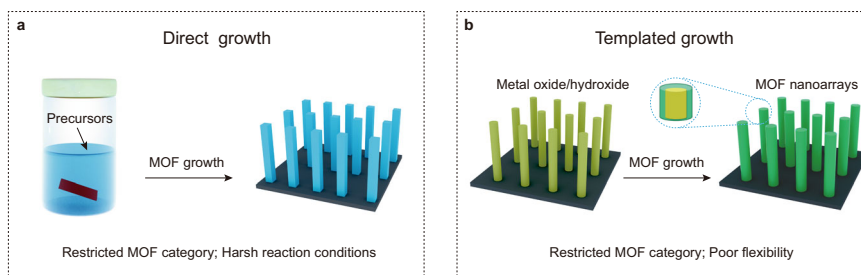 a
Direct growth
Precursors
MOF growth
Restricted MOF category; Harsh reaction conditions
b
Templated growth
Metal oxide/hydroxide
MOF nanoarrays
MOF growth
Restricted MOF category; Poor flexibility